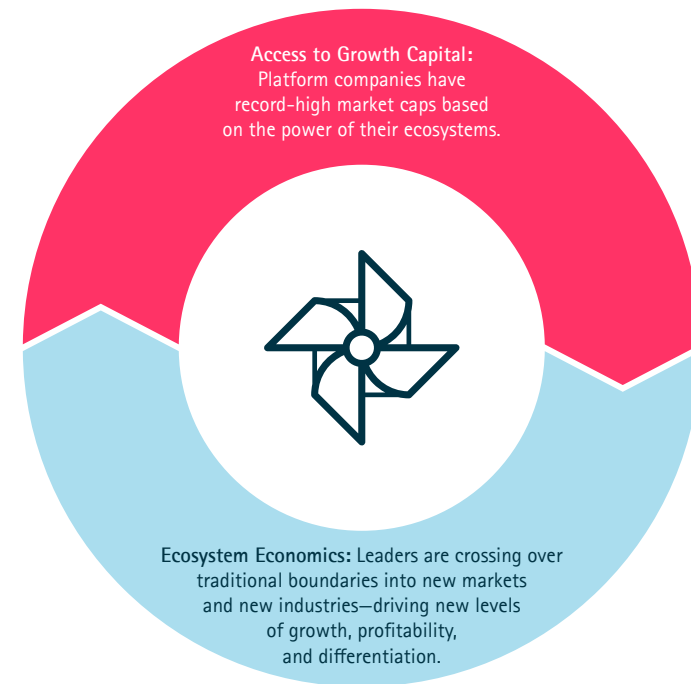 Access to Growth Capital:
Platform companies have
record-high market caps based
on the power of their ecosystems.
Ecosystem Economics: Leaders are crossing over
traditional boundaries into new markets
and new industries—driving new levels
of growth, profitability,
and differentiation.